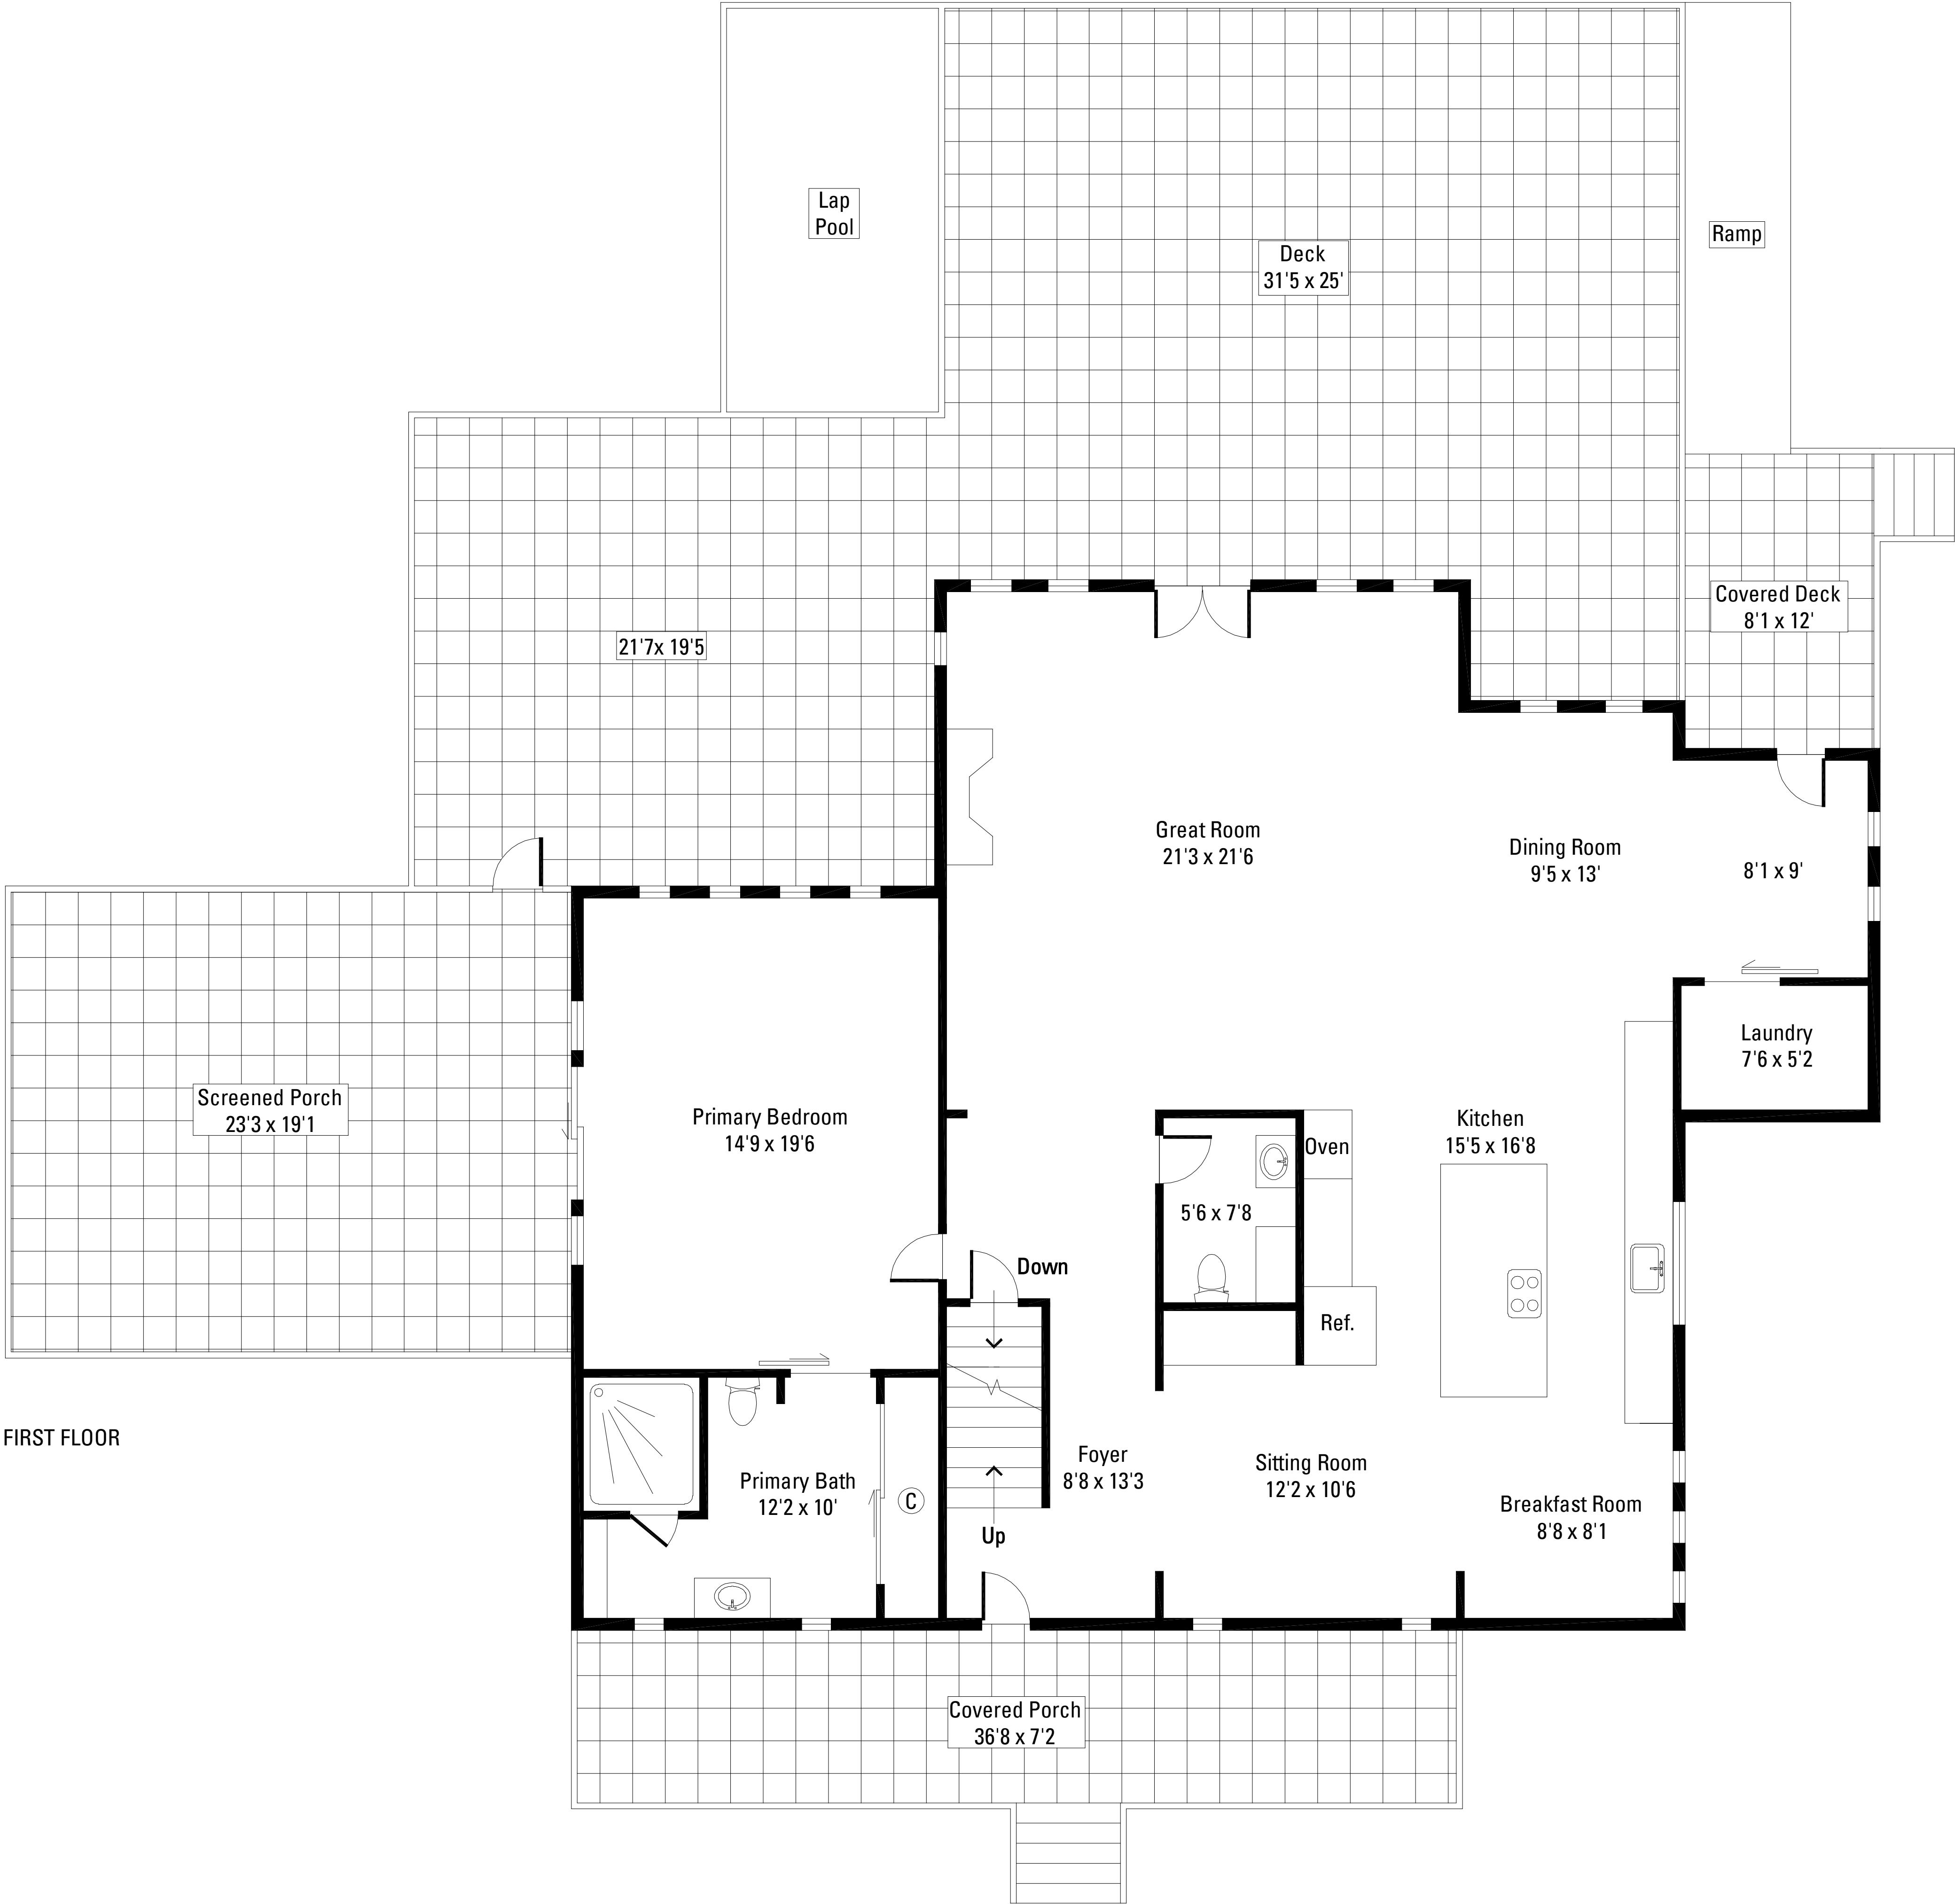 Lap
Pool
Deck
31'5 x 25'
Ramp
Covered Deck
8'1 x 12'
21'7x 19'5
Great Room
21'3 x 21'6
Dining Room
9'5 x 13'
8'1 x 9'
Laundry
7'6 x 5'2
Screened Porch
23'3 x 19'1
Primary Bedroom
14'9 x 19'6
Kitchen
15'5 x 16'8
Oven
5'6 x 7'8
Down
Ref.
FIRST FLOOR
Foyer
8'8 x 13'3
Sitting Room
12'2 x 10'6
Primary Bath
12'2 x 10'
C
Breakfast Room
8'8 x 8'1
Up
Covered Porch
36'8 x 7'2